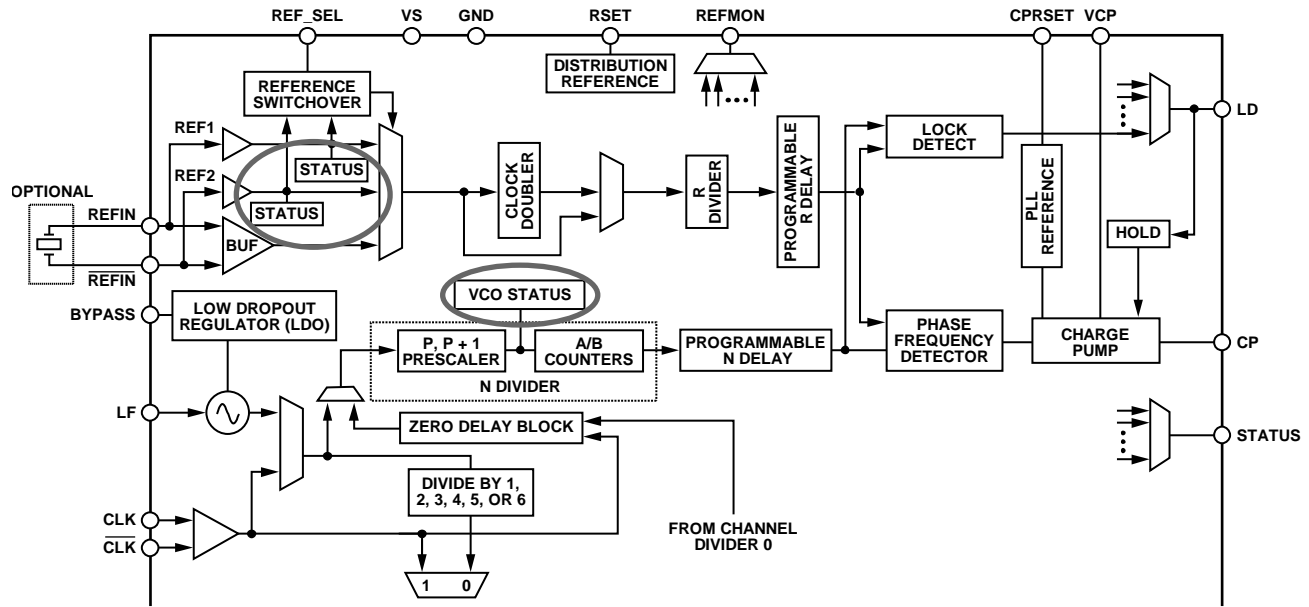 REF_SEL
VS
GND
RSET
REFMON
CPRSET
VCP
DISTRIBUTION
REFERENCE
REFERENCE
SWITCHOVER
REF1
REF2
STATUS
STATUS
BUF
OPTIONAL
REFIN
REFIN
CLOCK
DOUBLER
R
DIVIDER
PROGRAMMABLE
R DELAY
LOCK
DETECT
PLL
REFERENCE
HOLD
LD
BYPASS
LOW DROPOUT
REGULATOR (LDO)
VCO STATUS
P, P + 1
PRESCALER
A/B
COUNTERS
N DIVIDER
PROGRAMMABLE
N DELAY
PHASE
FREQUENCY
DETECTOR
CHARGE
PUMP
CP
LF
ZERO DELAY BLOCK
STATUS
DIVIDE BY 1,
2, 3, 4, 5, OR 6
CLK
CLK
FROM CHANNEL
DIVIDER 0
1 0